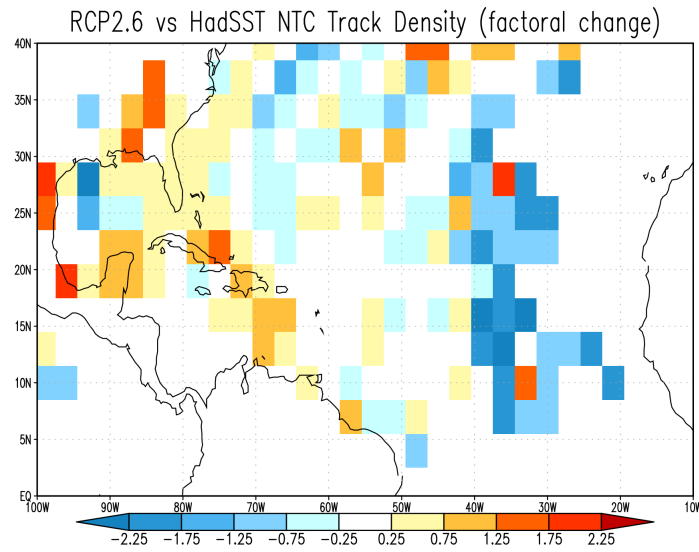 RCP2.6 vs HadSST NTC Track Density (factoral change)
40N
35N
30N
25N
20N
15N
10N
5N
EQ
100W 90W 80W 70W 60W 50W 40W 30W 20W 10W
-2.25 -1.75 -1.25 -0.75 -0.25 0.25 0.75 1.25 1.75 2.25